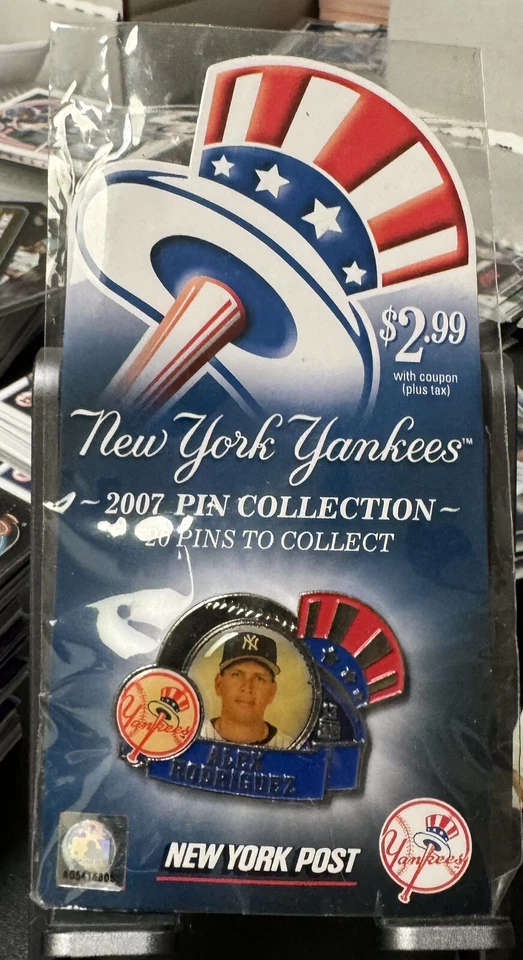 $2.99
with coupon
(plus tax)
New York Yankees™
~ 2007 PIN COLLECTION ~
20 PINS TO COLLECT
NY
Yankees
ALEX
RODRIGUEZ
NEW YORK POST
Yankees